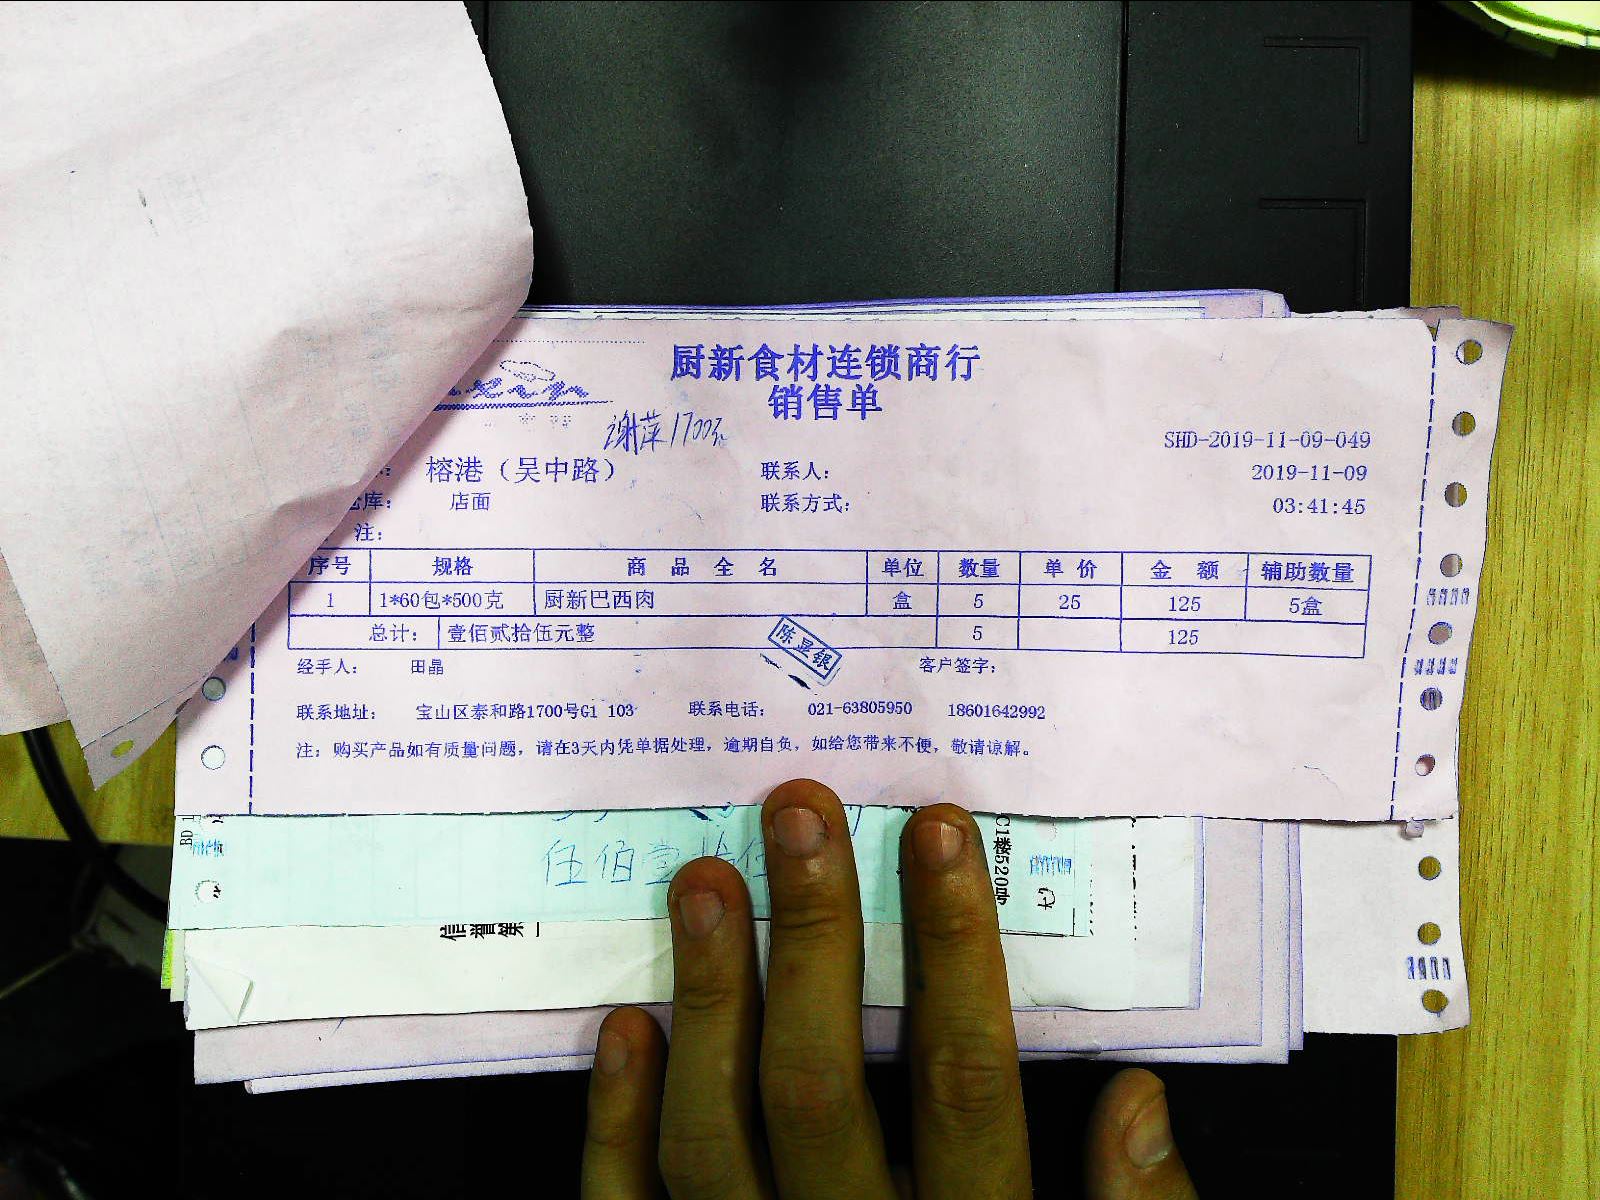 厨新食材连锁商行
销售单
谢萍1700
SHD-2019-11-09-049
榕港（吴中路） 联系人： 2019-11-09
库： 店面 联系方式： 03:41:45
注：
序号 规格 商品全名 单位 数量 单价 金额 辅助数量
1 1*60包*500克 厨新巴西肉 盒 5 25 125 5盒
总计： 壹佰贰拾伍元整 5 125
陈显银
经手人： 田晶 客户签字：
联系地址： 宝山区泰和路1700号G1 103 联系电话： 021-63805950 18601642992
注：购买产品如有质量问题，请在3天内凭单据处理，逾期自负，如给您带来不便，敬请谅解。
伍佰壹拾伍
C1楼520号
信誉第一